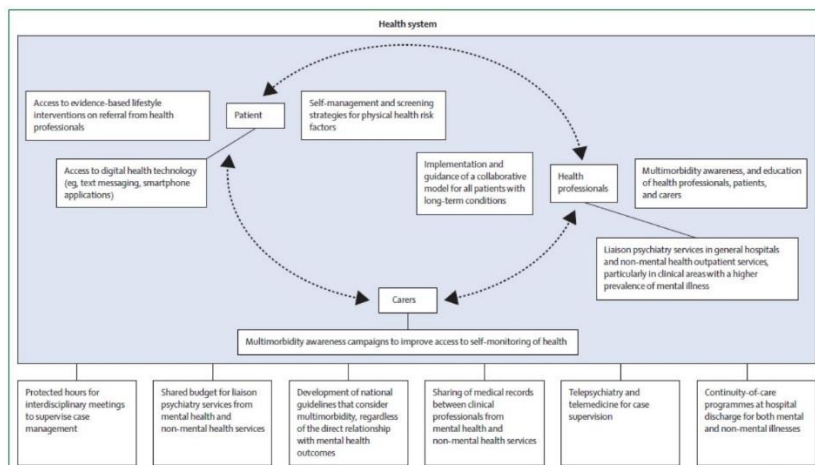 Health system
Access to evidence-based lifestyle
interventions on referral from health
professionals
Patient
Self-management and screening
strategies for physical health risk
factors
Access to digital health technology
(eg, text messaging, smartphone
applications)
Implementation and
guidance of a collaborative
model for all patients with
long-term conditions
Health
professionals
Multimorbidity awareness, and education
of health professionals, patients,
and carers
Liaison psychiatry services in general hospitals
and non-mental health outpatient services,
particularly in clinical areas with a higher
prevalence of mental illness
Carers
Multimorbidity awareness campaigns to improve access to self-monitoring of health
Protected hours for
interdisciplinary meetings
to supervise case
management
Shared budget for liaison
psychiatry services from
mental health and
non-mental health services
Development of national
guidelines that consider
multimorbidity, regardless
of the direct relationship
with mental health
outcomes
Sharing of medical records
between clinical
professionals from
mental health and
non-mental health services
Telepsychiatry and
telemedicine for case
supervision
Continuity-of-care
programmes at hospital
discharge for both mental
and non-mental illnesses